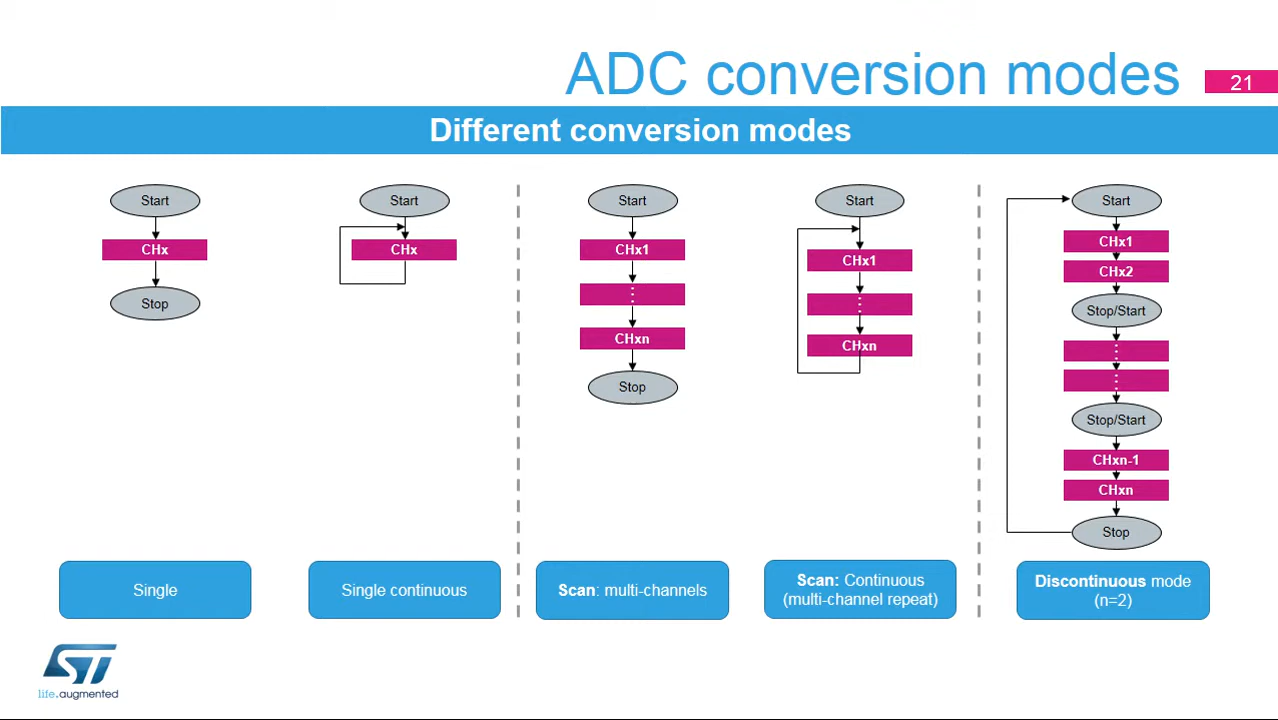 ADC conversion modes
21
Different conversion modes
Start
CHx
Stop
Start
CHx
Start
CHx1
CHxn
Stop
Start
CHx1
CHxn
Start
CHx1
CHx2
Stop/Start
Stop/Start
CHxn-1
CHxn
Stop
Single
Single continuous
Scan: multi-channels
Scan: Continuous
(multi-channel repeat)
Discontinuous mode
(n=2)
ST
life.augmented